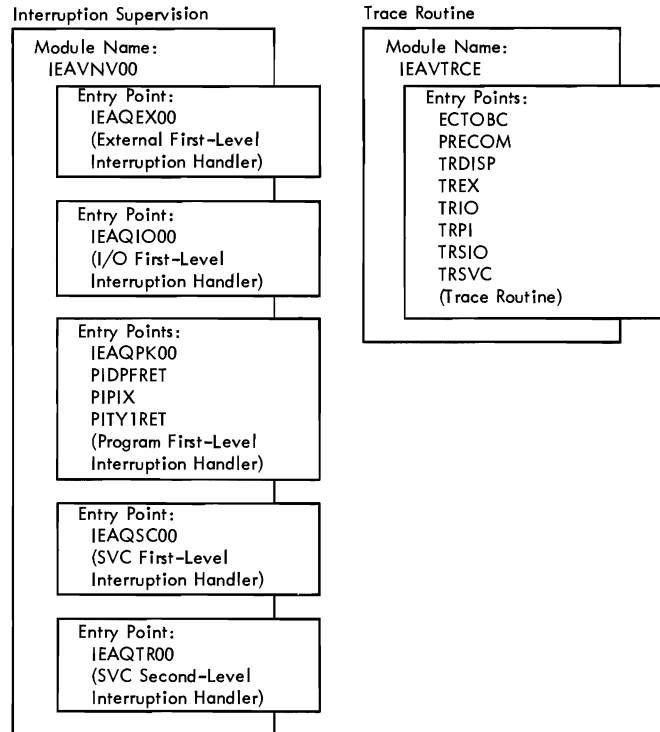 Interruption Supervision
Module Name:
IEAVNV00
Entry Point:
IEAQEX00
(External First-Level
Interruption Handler)
Entry Point:
IEAQIO00
(I/O First-Level
Interruption Handler)
Entry Points:
IEAQPK00
PIDPFRET
PIPIX
PITY1RET
(Program First-Level
Interruption Handler)
Entry Point:
IEAQSC00
(SVC First-Level
Interruption Handler)
Entry Point:
IEAQTR00
(SVC Second-Level
Interruption Handler)
Trace Routine
Module Name:
IEAVTRCE
Entry Points:
ECTOBC
PRECOM
TRDISP
TREX
TRIO
TRPI
TRSIO
TRSVC
(Trace Routine)